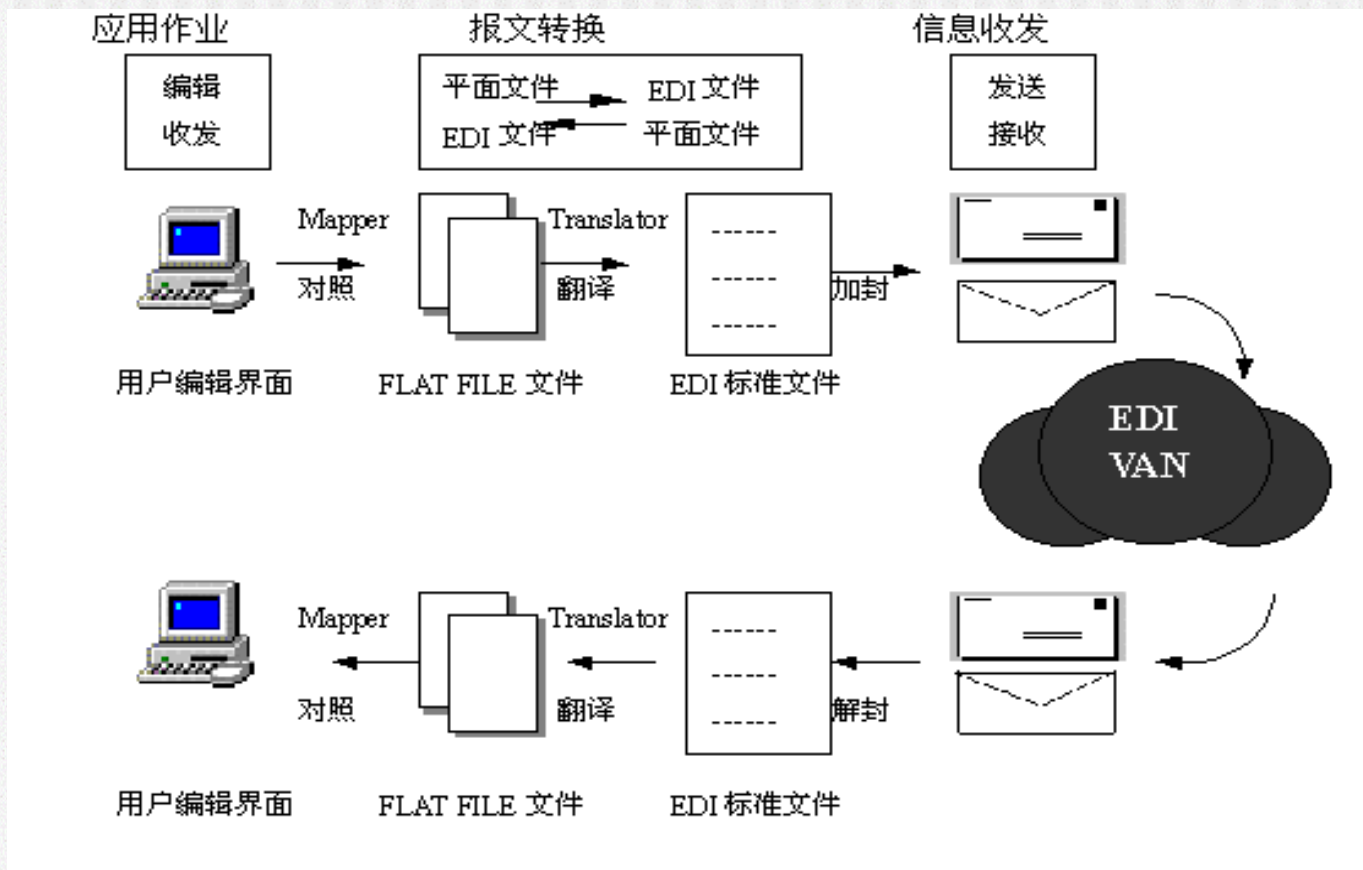 应用作业
报文转换
信息收发
编辑
收发
平面文件 EDI 文件
EDI 文件 平面文件
发送
接收
Mapper
对照
Translator
翻译
加封
用户编辑界面
FLAT FILE 文件
EDI 标准文件
EDI
VAN
Mapper
对照
Translator
翻译
解封
用户编辑界面
FLAT FILE 文件
EDI 标准文件